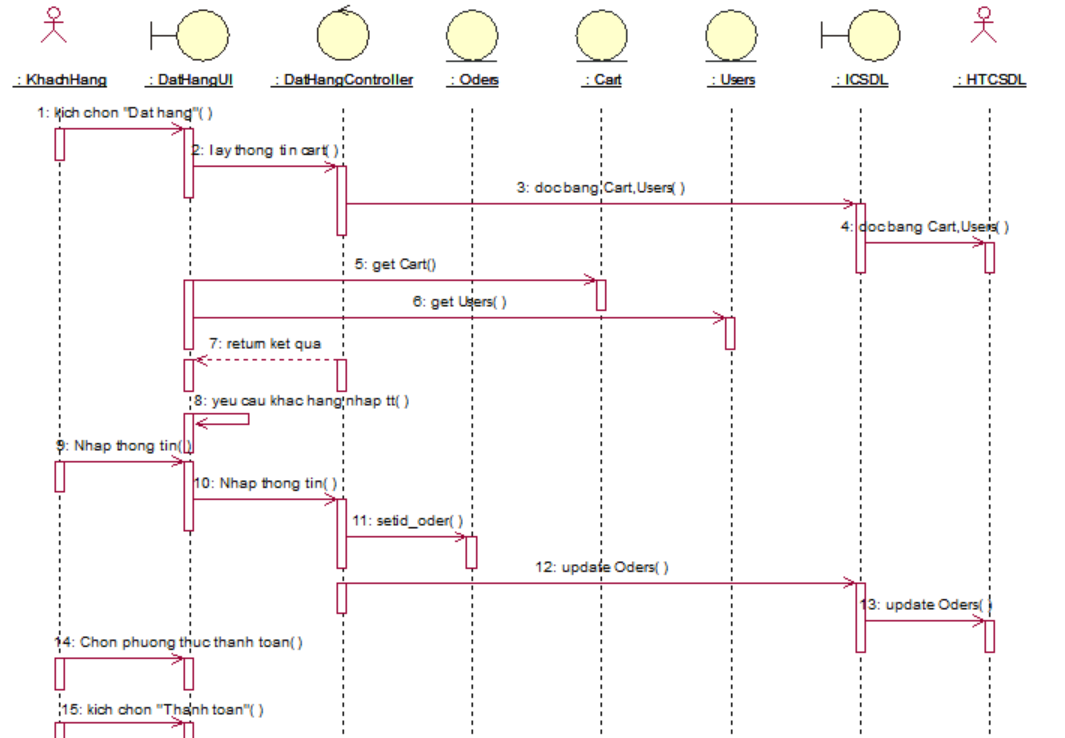 : KhachHang
: DatHangUI
: DatHangController
: Oders
: Cart
: Users
: ICSDL
: HTCSDL
1: kich chon "Dat hang"( )
2: lay thong tin cart( )
3: doc bang Cart,Users( )
4: doc bang Cart,Users( )
5: get Cart()
6: get Users( )
7: return ket qua
8: yeu cau khac hang nhap tt( )
9: Nhap thong tin( )
10: Nhap thong tin( )
11: setid_oder( )
12: update Oders( )
13: update Oders( )
14: Chon phuong thuc thanh toan( )
15: kich chon "Thanh toan"( )